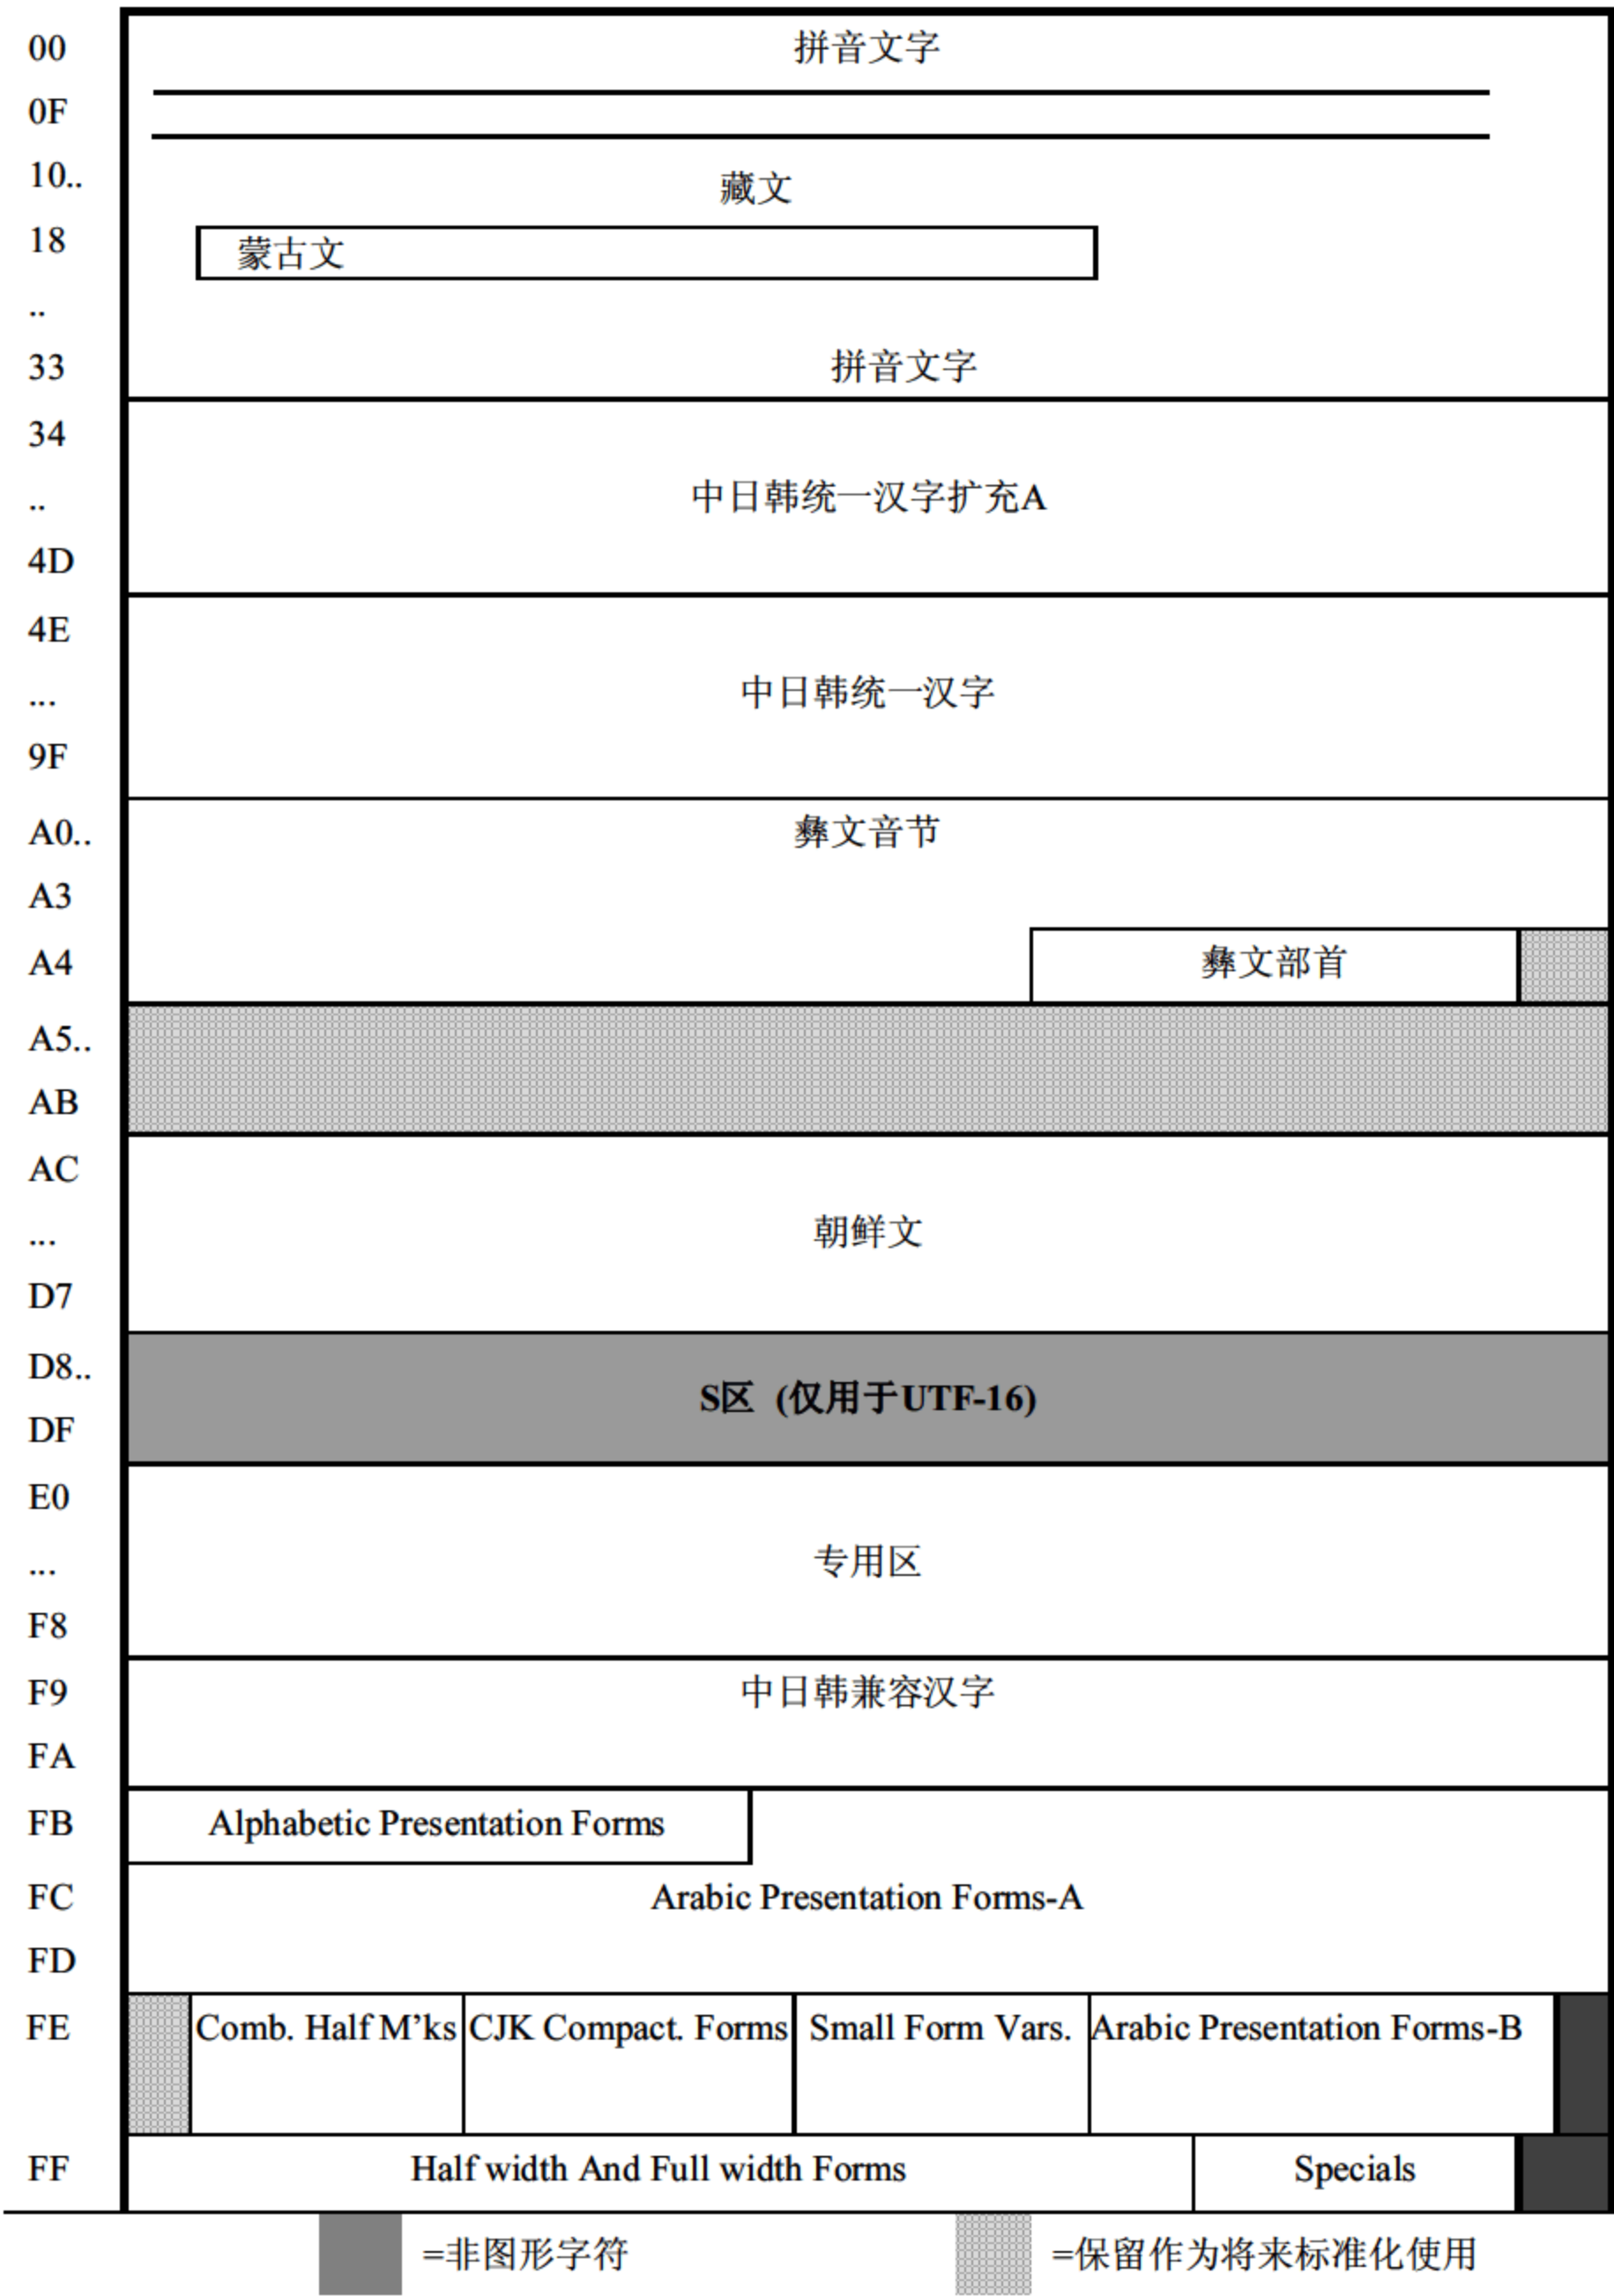 00 拼音文字
0F
10.. 藏文
18 蒙古文
..
33 拼音文字
34
.. 中日韩统一汉字扩充A
4D
4E
... 中日韩统一汉字
9F
A0.. 彝文音节
A3
A4 彝文部首
A5..
AB
AC
... 朝鲜文
D7
D8..
S区 (仅用于UTF-16)
DF
E0
... 专用区
F8
F9 中日韩兼容汉字
FA
FB Alphabetic Presentation Forms
FC Arabic Presentation Forms-A
FD
FE Comb. Half M’ks CJK Compact. Forms Small Form Vars. Arabic Presentation Forms-B
FF Half width And Full width Forms Specials
=非图形字符 =保留作为将来标准化使用